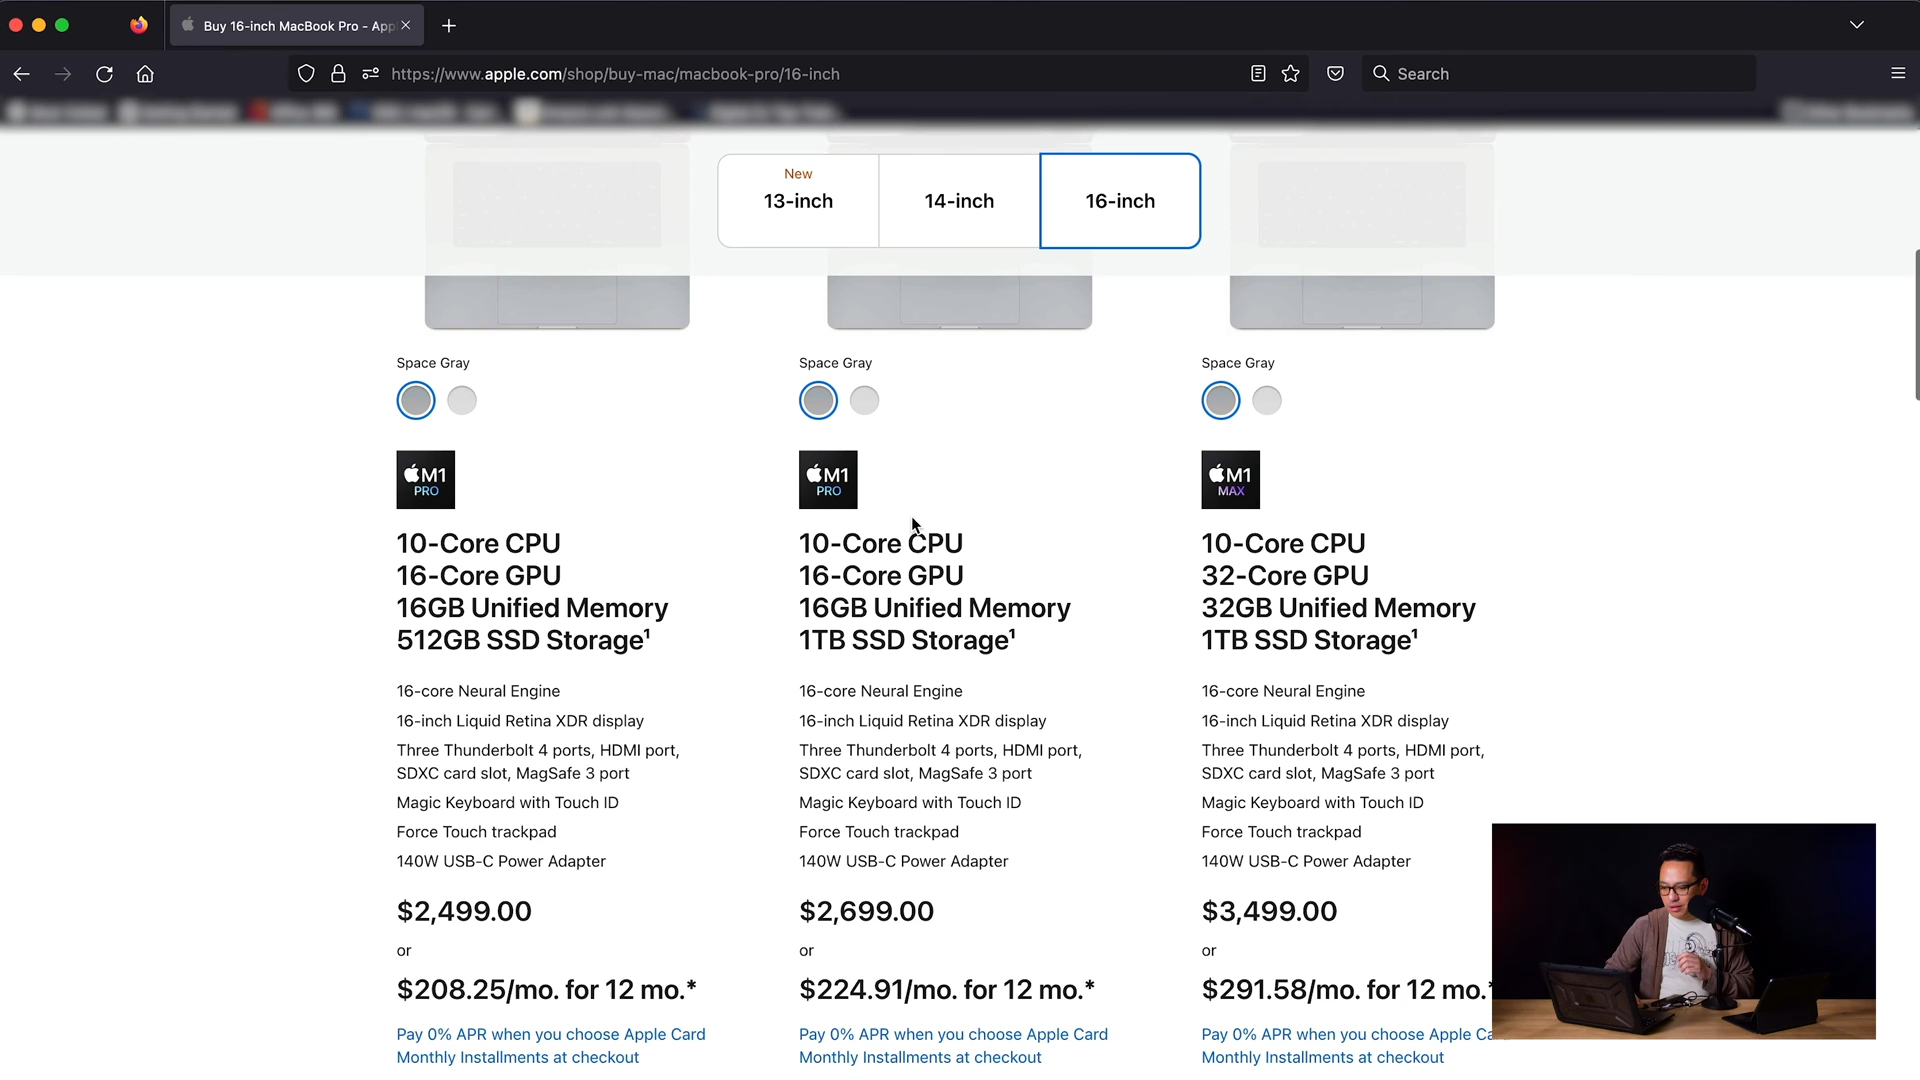 Buy 16-inch MacBook Pro - App
https://www.apple.com/shop/buy-mac/macbook-pro/16-inch
Search
New
13-inch
14-inch
16-inch
Space Gray
Space Gray
Space Gray
M1
PRO
M1
PRO
M1
MAX
10-Core CPU
16-Core GPU
16GB Unified Memory
512GB SSD Storage¹
10-Core CPU
16-Core GPU
16GB Unified Memory
1TB SSD Storage¹
10-Core CPU
32-Core GPU
32GB Unified Memory
1TB SSD Storage¹
16-core Neural Engine
16-inch Liquid Retina XDR display
Three Thunderbolt 4 ports, HDMI port,
SDXC card slot, MagSafe 3 port
Magic Keyboard with Touch ID
Force Touch trackpad
140W USB-C Power Adapter
16-core Neural Engine
16-inch Liquid Retina XDR display
Three Thunderbolt 4 ports, HDMI port,
SDXC card slot, MagSafe 3 port
Magic Keyboard with Touch ID
Force Touch trackpad
140W USB-C Power Adapter
16-core Neural Engine
16-inch Liquid Retina XDR display
Three Thunderbolt 4 ports, HDMI port,
SDXC card slot, MagSafe 3 port
Magic Keyboard with Touch ID
Force Touch trackpad
140W USB-C Power Adapter
$2,499.00
or
$208.25/mo. for 12 mo.*
Pay 0% APR when you choose Apple Card
Monthly Installments at checkout
$2,699.00
or
$224.91/mo. for 12 mo.*
Pay 0% APR when you choose Apple Card
Monthly Installments at checkout
$3,499.00
or
$291.58/mo. for 12 mo.*
Pay 0% APR when you choose Apple Ca
Monthly Installments at checkout